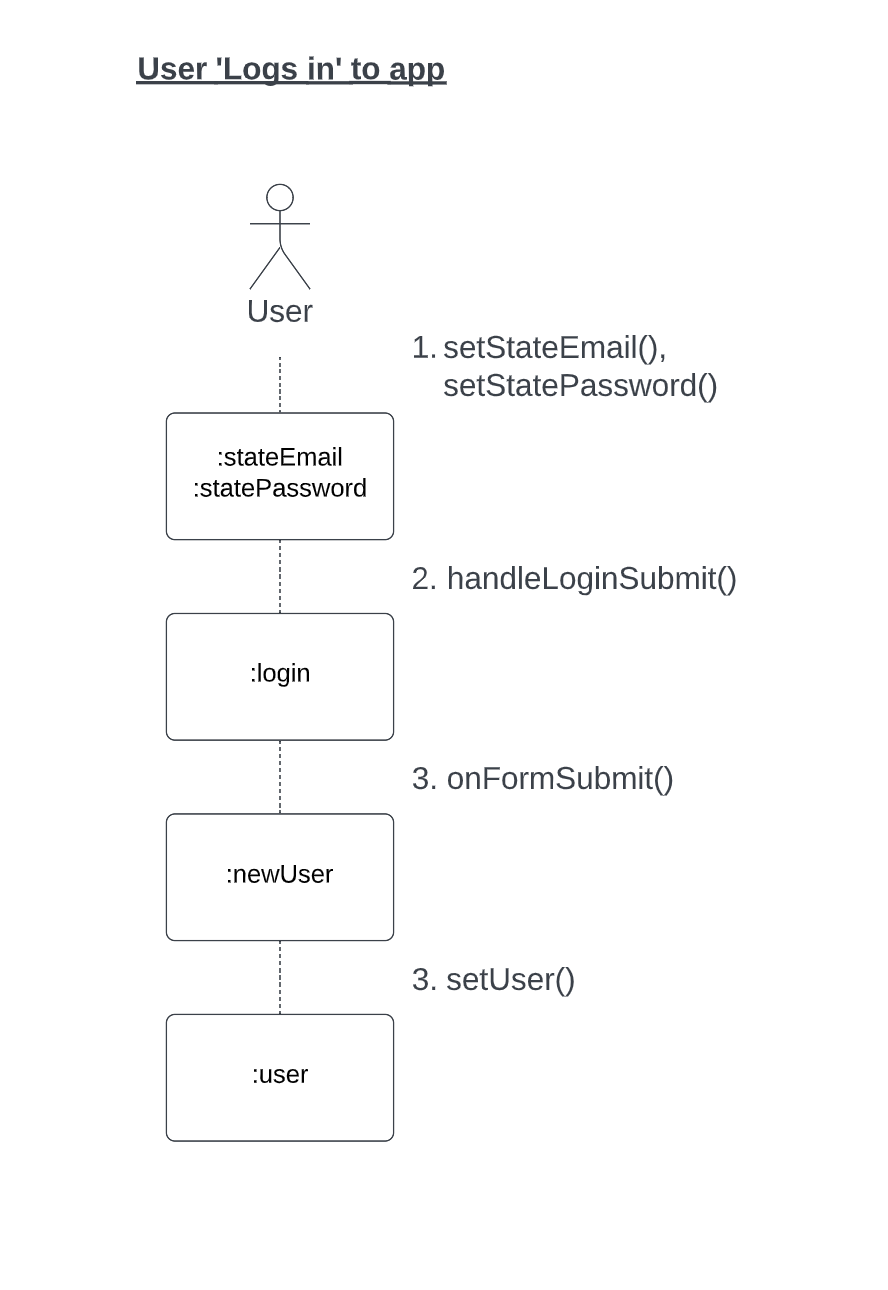 User 'Logs in' to app
User
1. setStateEmail(),
setStatePassword()
:stateEmail
:statePassword
2. handleLoginSubmit()
:login
3. onFormSubmit()
:newUser
3. setUser()
:user